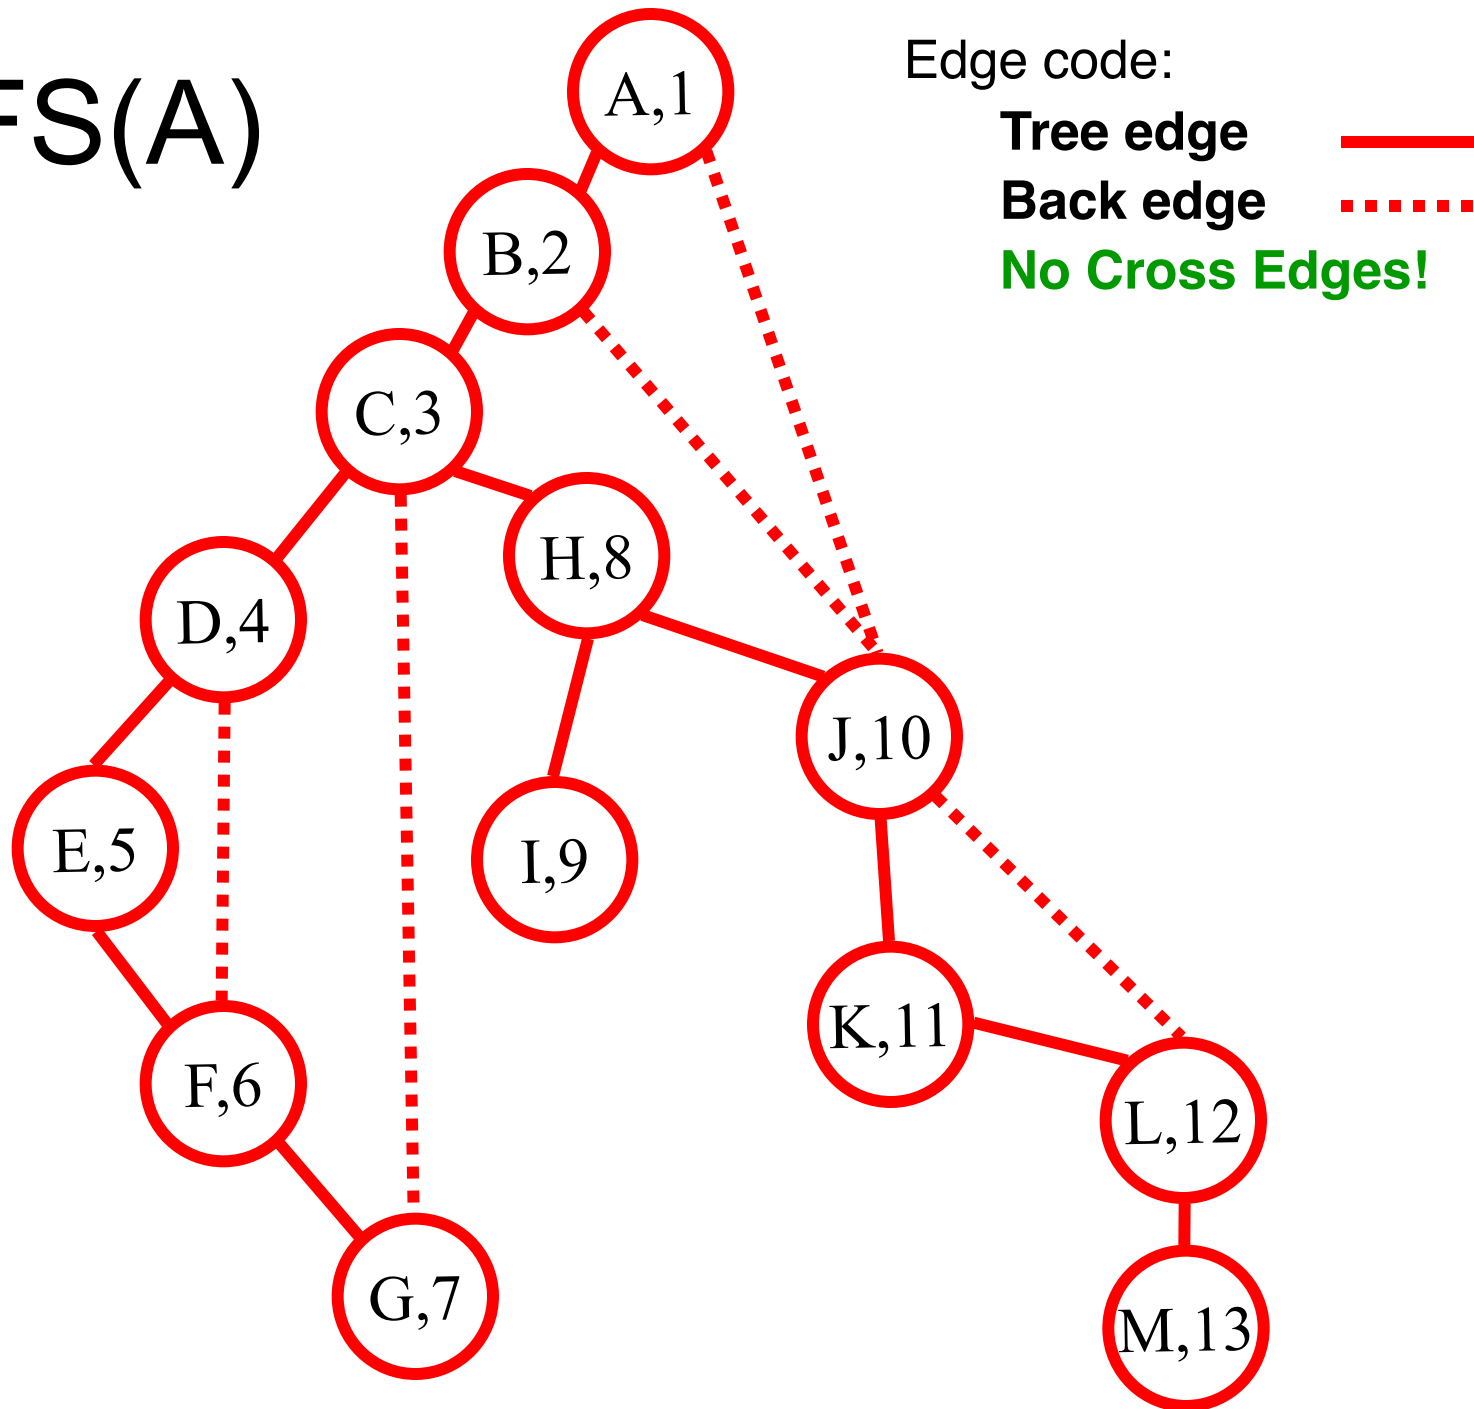 FS(A)
Edge code:
Tree edge
Back edge
No Cross Edges!
A,1
B,2
C,3
H,8
D,4
J,10
E,5
I,9
K,11
F,6
L,12
G,7
M,13